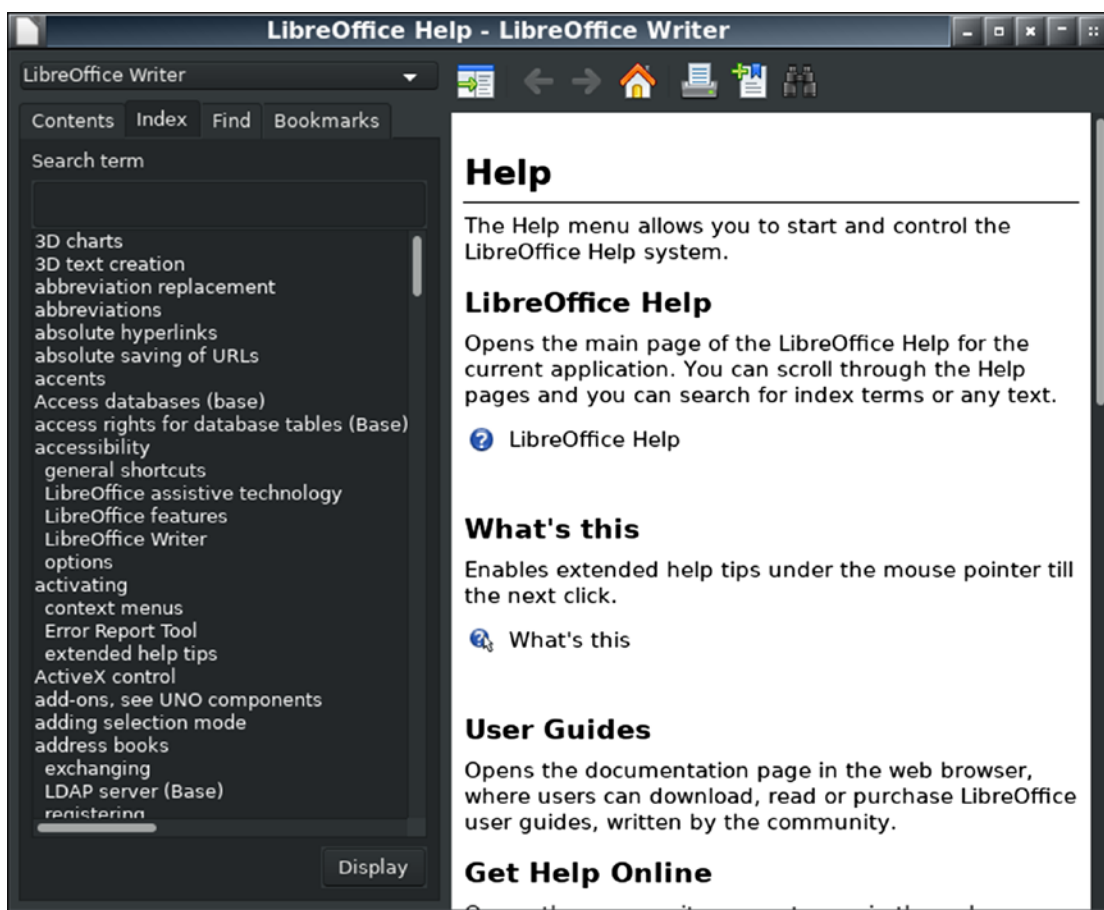 LibreOffice Help - LibreOffice Writer
LibreOffice Writer
Contents Index Find Bookmarks
Search term
3D charts
3D text creation
abbreviation replacement
abbreviations
absolute hyperlinks
absolute saving of URLs
accents
Access databases (base)
access rights for database tables (Base)
accessibility
general shortcuts
LibreOffice assistive technology
LibreOffice features
LibreOffice Writer
options
activating
context menus
Error Report Tool
extended help tips
ActiveX control
add-ons, see UNO components
adding selection mode
address books
exchanging
LDAP server (Base)
registering
Display
Help
The Help menu allows you to start and control the
LibreOffice Help system.
LibreOffice Help
Opens the main page of the LibreOffice Help for the
current application. You can scroll through the Help
pages and you can search for index terms or any text.
LibreOffice Help
What's this
Enables extended help tips under the mouse pointer till
the next click.
What's this
User Guides
Opens the documentation page in the web browser,
where users can download, read or purchase LibreOffice
user guides, written by the community.
Get Help Online